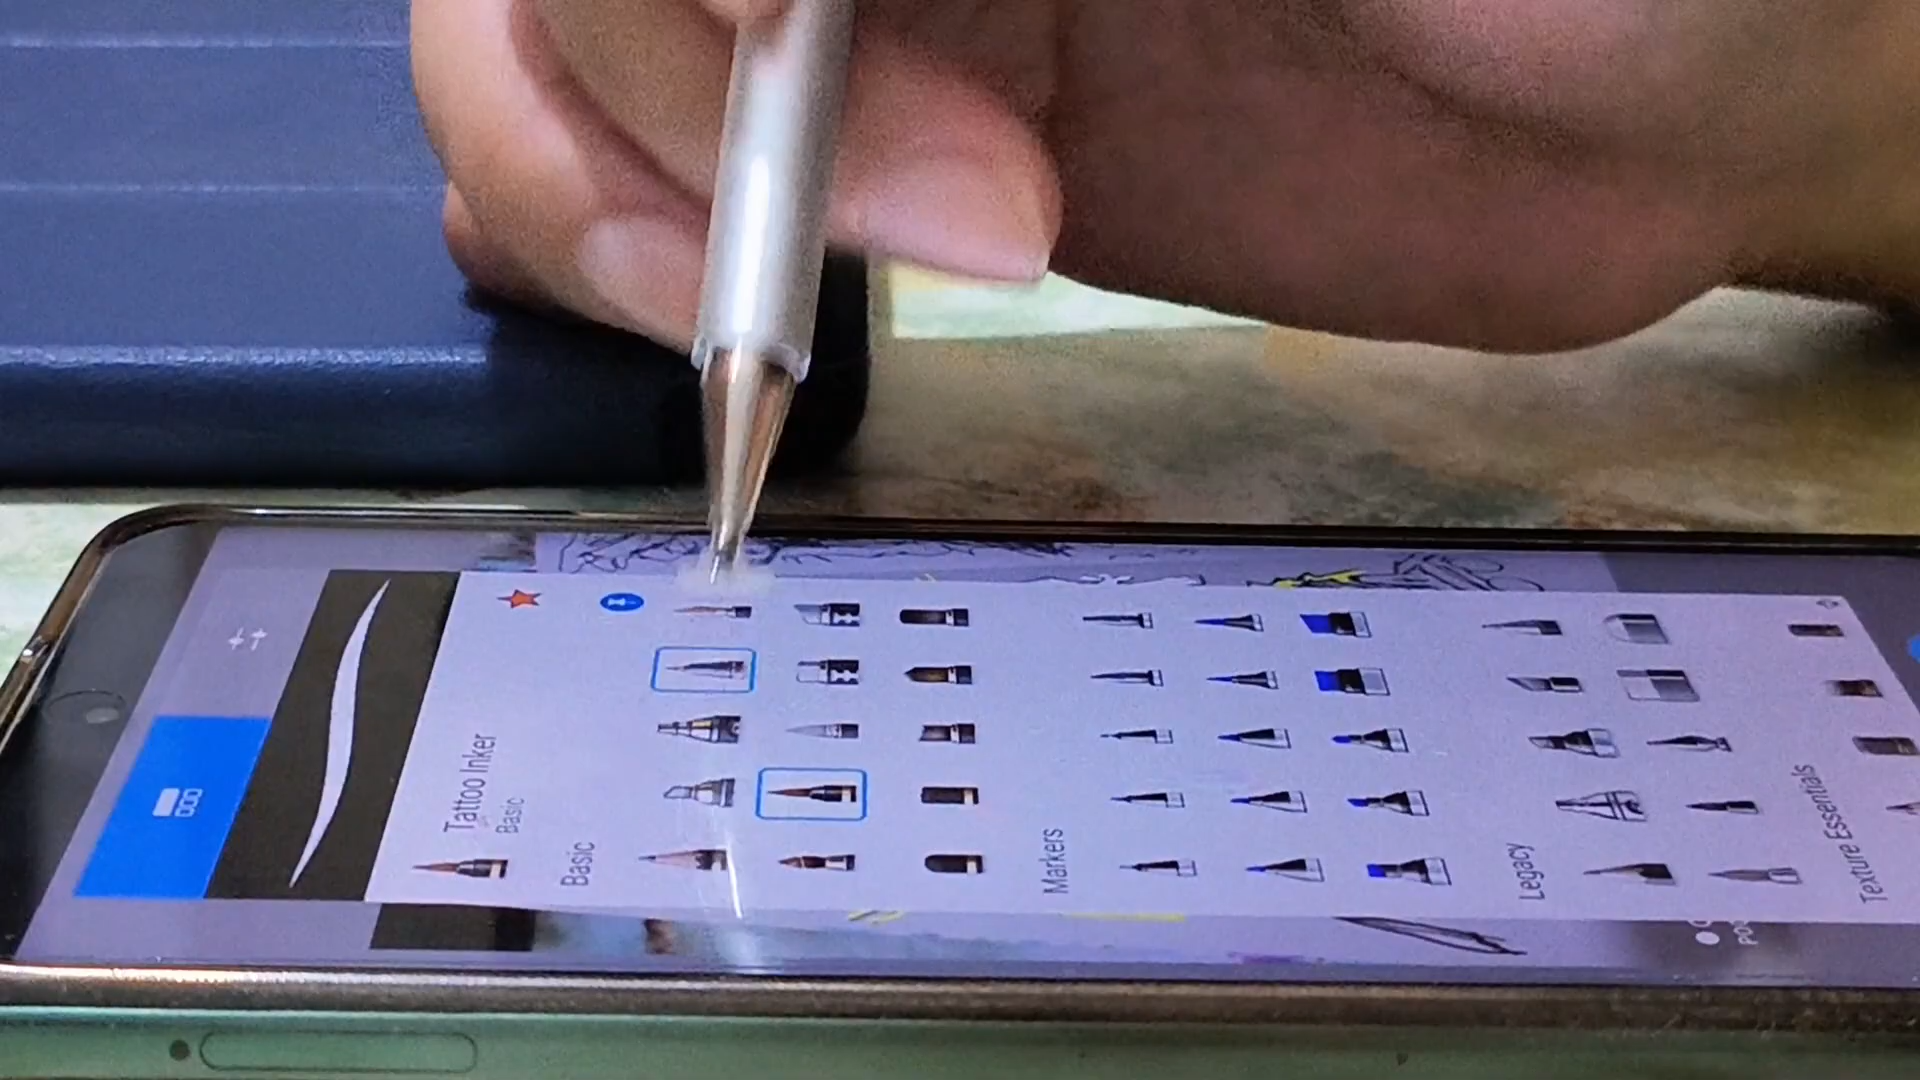 Tattoo Inker
Basic
Basic
Markers
Legacy
Texture Essentials